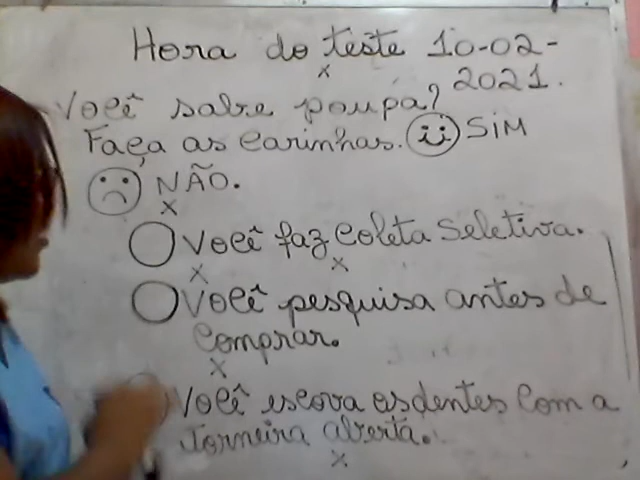 Hora do teste 10-02-
x 2021.
Você sabe poupa?
Faça as carinhas. SIM
NÃO.
x
Você faz coleta seletiva.
x x
Você pesquisa antes de
comprar.
x
Você escova os dentes com a
torneira aberta.
x